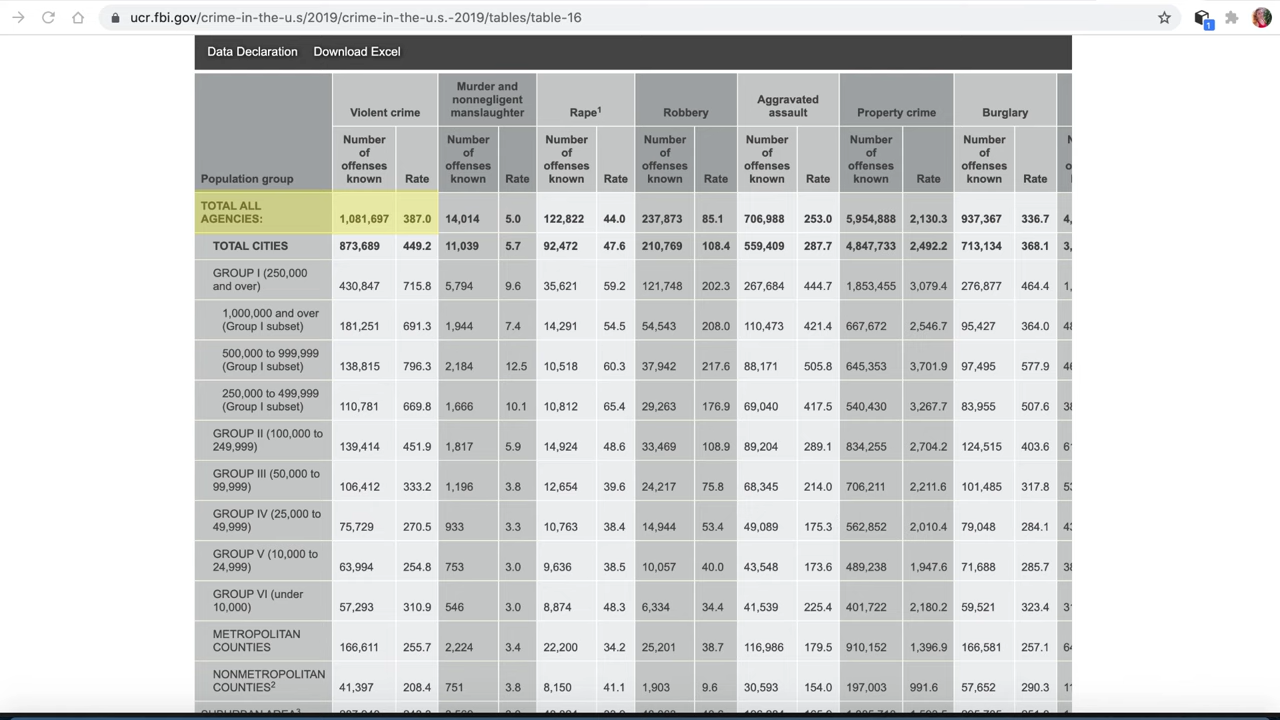 ucr.fbi.gov/crime-in-the-u.s/2019/crime-in-the-u.s.-2019/tables/table-16
1
Data Declaration Download Excel
Population group
Violent crime
Murder and
nonnegligent
manslaughter
Rape1
Robbery
Aggravated
assault
Property crime
Burglary
Number
of
offenses
known
Rate
Number
of
offenses
known
Rate
Number
of
offenses
known
Rate
Number
of
offenses
known
Rate
Number
of
offenses
known
Rate
Number
of
offenses
known
Rate
Number
of
offenses
known
Rate
TOTAL ALL
AGENCIES: 1,081,697 387.0 14,014 5.0 122,822 44.0 237,873 85.1 706,988 253.0 5,954,888 2,130.3 937,367 336.7
TOTAL CITIES 873,689 449.2 11,039 5.7 92,472 47.6 210,769 108.4 559,409 287.7 4,847,733 2,492.2 713,134 368.1
GROUP I (250,000
and over) 430,847 715.8 5,794 9.6 35,621 59.2 121,748 202.3 267,684 444.7 1,853,455 3,079.4 276,877 464.4
1,000,000 and over
(Group I subset) 181,251 691.3 1,944 7.4 14,291 54.5 54,543 208.0 110,473 421.4 667,672 2,546.7 95,427 364.0
500,000 to 999,999
(Group I subset) 138,815 796.3 2,184 12.5 10,518 60.3 37,942 217.6 88,171 505.8 645,353 3,701.9 97,495 577.9
250,000 to 499,999
(Group I subset) 110,781 669.8 1,666 10.1 10,812 65.4 29,263 176.9 69,040 417.5 540,430 3,267.7 83,955 507.6
GROUP II (100,000 to
249,999) 139,414 451.9 1,817 5.9 14,924 48.6 33,469 108.9 89,204 289.1 834,255 2,704.2 124,515 403.6
GROUP III (50,000 to
99,999) 106,412 333.2 1,196 3.8 12,654 39.6 24,217 75.8 68,345 214.0 706,211 2,211.6 101,485 317.8
GROUP IV (25,000 to
49,999) 75,729 270.5 933 3.3 10,763 38.4 14,944 53.4 49,089 175.3 562,852 2,010.4 79,048 284.1
GROUP V (10,000 to
24,999) 63,994 254.8 753 3.0 9,636 38.5 10,057 40.0 43,548 173.6 489,238 1,947.6 71,688 285.7
GROUP VI (under
10,000) 57,293 310.9 546 3.0 8,874 48.3 6,334 34.4 41,539 225.4 401,722 2,180.2 59,521 323.4
METROPOLITAN
COUNTIES 166,611 255.7 2,224 3.4 22,200 34.2 25,201 38.7 116,986 179.5 910,152 1,396.9 166,581 257.1
NONMETROPOLITAN
COUNTIES2 41,397 208.4 751 3.8 8,150 41.1 1,903 9.6 30,593 154.0 197,003 991.6 57,652 290.3